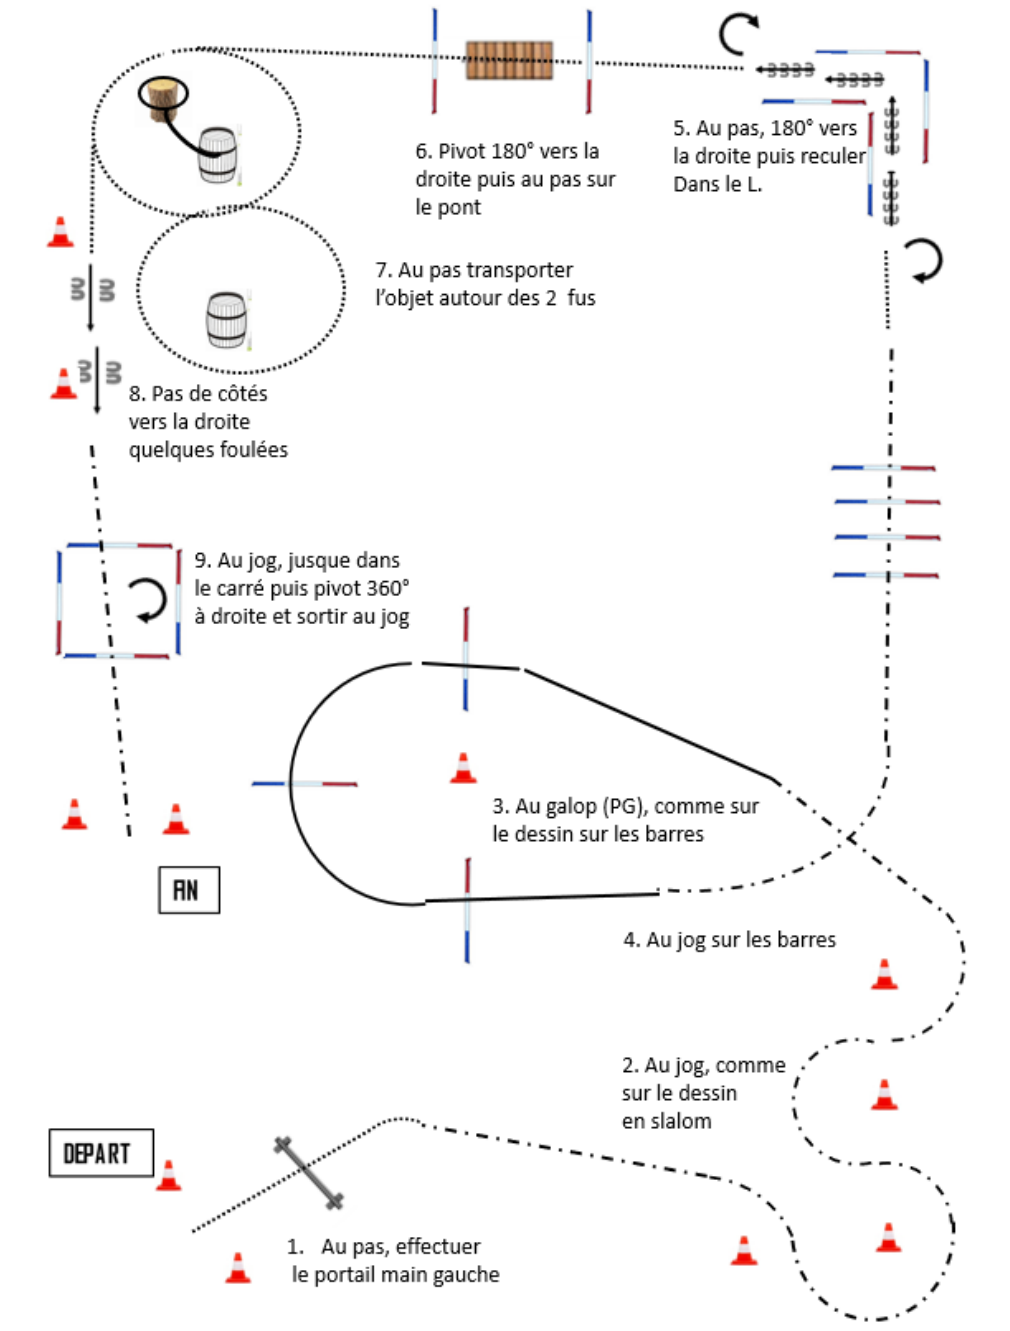 5. Au pas, 180° vers
la droite puis reculer
Dans le L.
6. Pivot 180° vers la
droite puis au pas sur
le pont
7. Au pas transporter
l'objet autour des 2 fus
8. Pas de côtés
vers la droite
quelques foulées
9. Au jog, jusque dans
le carré puis pivot 360°
à droite et sortir au jog
3. Au galop (PG), comme sur
le dessin sur les barres
FIN
4. Au jog sur les barres
2. Au jog, comme
sur le dessin
en slalom
DEPART
1. Au pas, effectuer
le portail main gauche